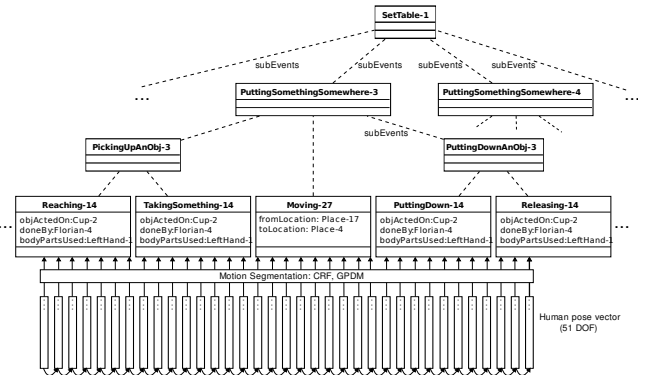 SetTable-1
subEvents subEvents subEvents subEvents
...
PuttingSomethingSomewhere-3
PuttingSomethingSomewhere-4
...
subEvents
PickingUpAnObj-3
PuttingDownAnObj-3
...
Reaching-14
objActedOn:Cup-2
doneBy:Florian-4
bodyPartsUsed:LeftHand-1
TakingSomething-14
objActedOn:Cup-2
doneBy:Florian-4
bodyPartsUsed:LeftHand-1
Moving-27
fromLocation: Place-17
toLocation: Place-4
PuttingDown-14
objActedOn:Cup-2
doneBy:Florian-4
bodyPartsUsed:LeftHand-1
Releasing-14
objActedOn:Cup-2
doneBy:Florian-4
bodyPartsUsed:LeftHand-1
...
Motion Segmentation: CRF, GPDM
Human pose vector
(51 DOF)